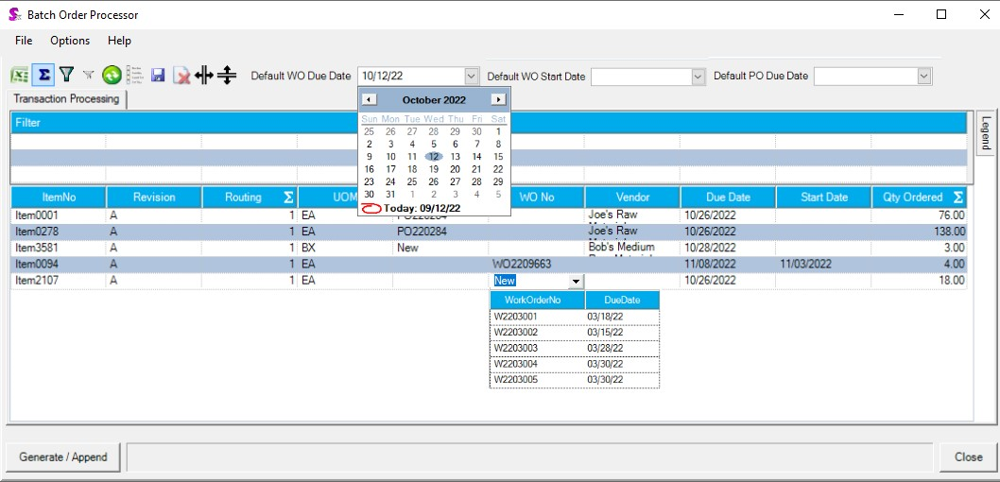 Batch Order Processor
File Options Help
Default WO Due Date 10/12/22 Default WO Start Date Default PO Due Date
Transaction Processing
October 2022
Sun Mon Tue Wed Thu Fri Sat
25 26 27 28 29 30 1
2 3 4 5 6 7 8
9 10 11 12 13 14 15
16 17 18 19 20 21 22
23 24 25 26 27 28 29
30 31 1 2 3 4 5
Today: 09/12/22
Filter
Legend
ItemNo Revision Routing Σ UOM WO No Vendor Due Date Start Date Qty Ordered Σ
Item0001 A 1 EA PO220284 Joe's Raw 10/26/2022 76.00
Item0278 A 1 EA PO220284 Joe's Raw 10/26/2022 138.00
Item3581 A 1 BX New Bob's Medium 10/28/2022 3.00
Item0094 A 1 EA WO2209663 11/08/2022 11/03/2022 4.00
Item2107 A 1 EA New 10/26/2022 18.00
WorkOrderNo DueDate
W2203001 03/18/22
W2203002 03/15/22
W2203003 03/28/22
W2203004 03/30/22
W2203005 03/30/22
Generate / Append Close